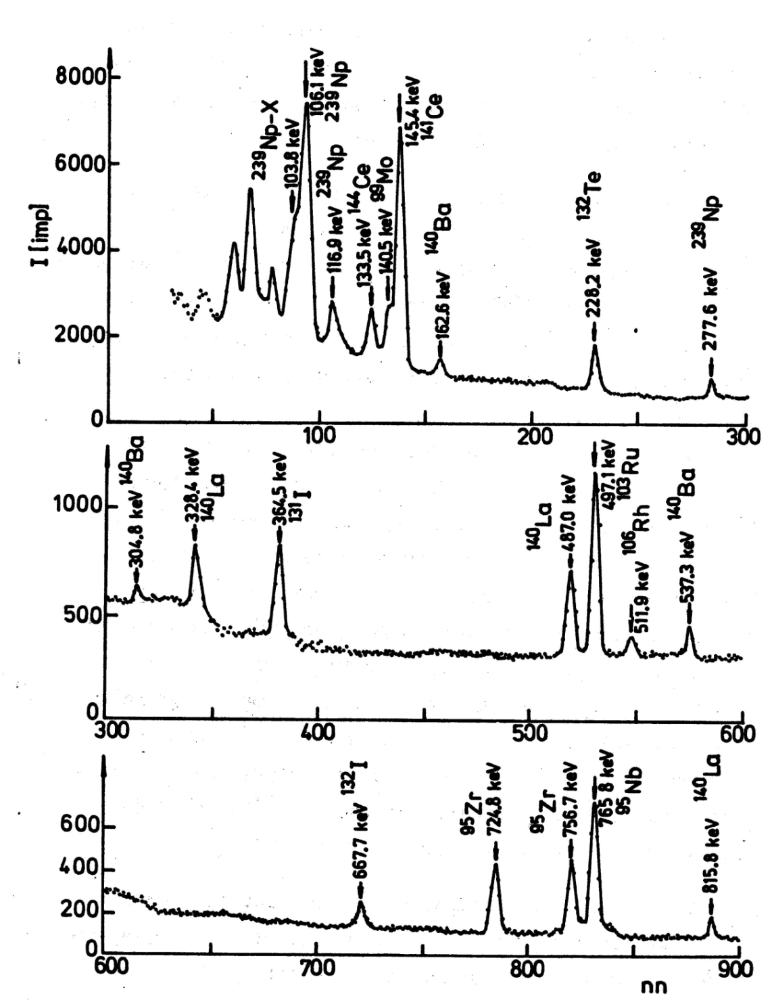 I [imp]
8000
6000
4000
2000
0
100
200
300
239Np-X
103.8 keV
106.1 keV
239Np
116.9 keV 239Np
133.5 keV 144Ce
140.5 keV 99Mo
145.4 keV
141Ce
162.6 keV 140Ba
228.2 keV 132Te
277.6 keV 239Np
1000
500
0
300
400
500
600
304.8 keV 140Ba
328.4 keV
140La
364.5 keV
131I
140La
487.0 keV
497.1 keV
103Ru
511.9 keV 106Rh
537.3 keV 140Ba
600
400
200
0
600
700
800
900
667.7 keV 132I
95Zr
724.8 keV
95Zr
756.7 keV
765 8 keV
95Nb
815.8 keV 140La
nn